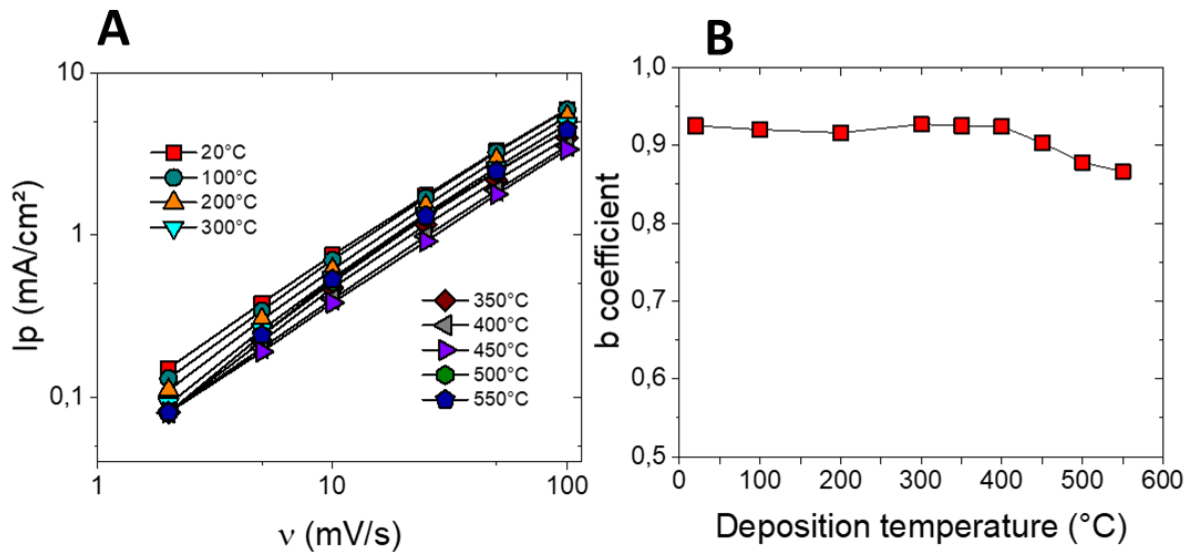 A
10
1
0,1
Ip (mA/cm²)
20°C
100°C
200°C
300°C
350°C
400°C
450°C
500°C
550°C
1
10
100
ν (mV/s)
B
1,0
0,9
0,8
0,7
0,6
0,5
b coefficient
0
100
200
300
400
500
600
Deposition temperature (°C)